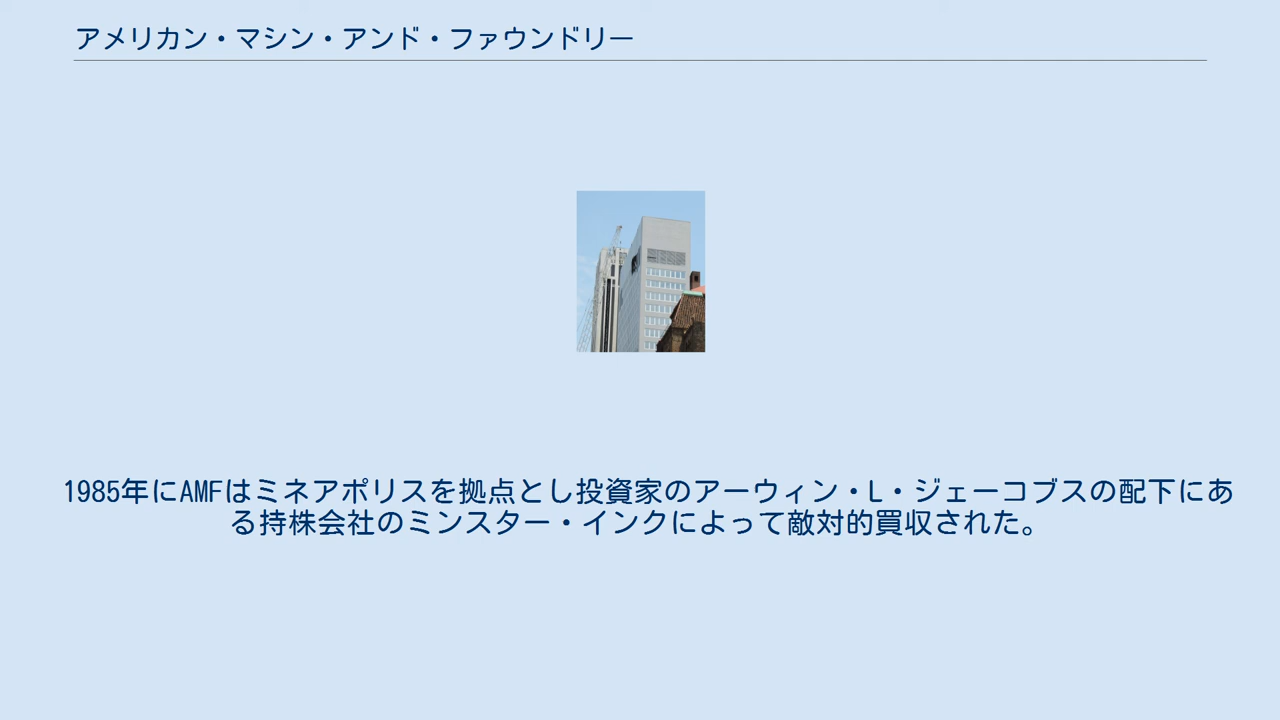 アメリカン・マシン・アンド・ファウンドリー
1985年にAMFはミネアポリスを拠点とし投資家のアーウィン・L・ジェーコブスの配下にあ
る持株会社のミンスター・インクによって敵対的買収された。